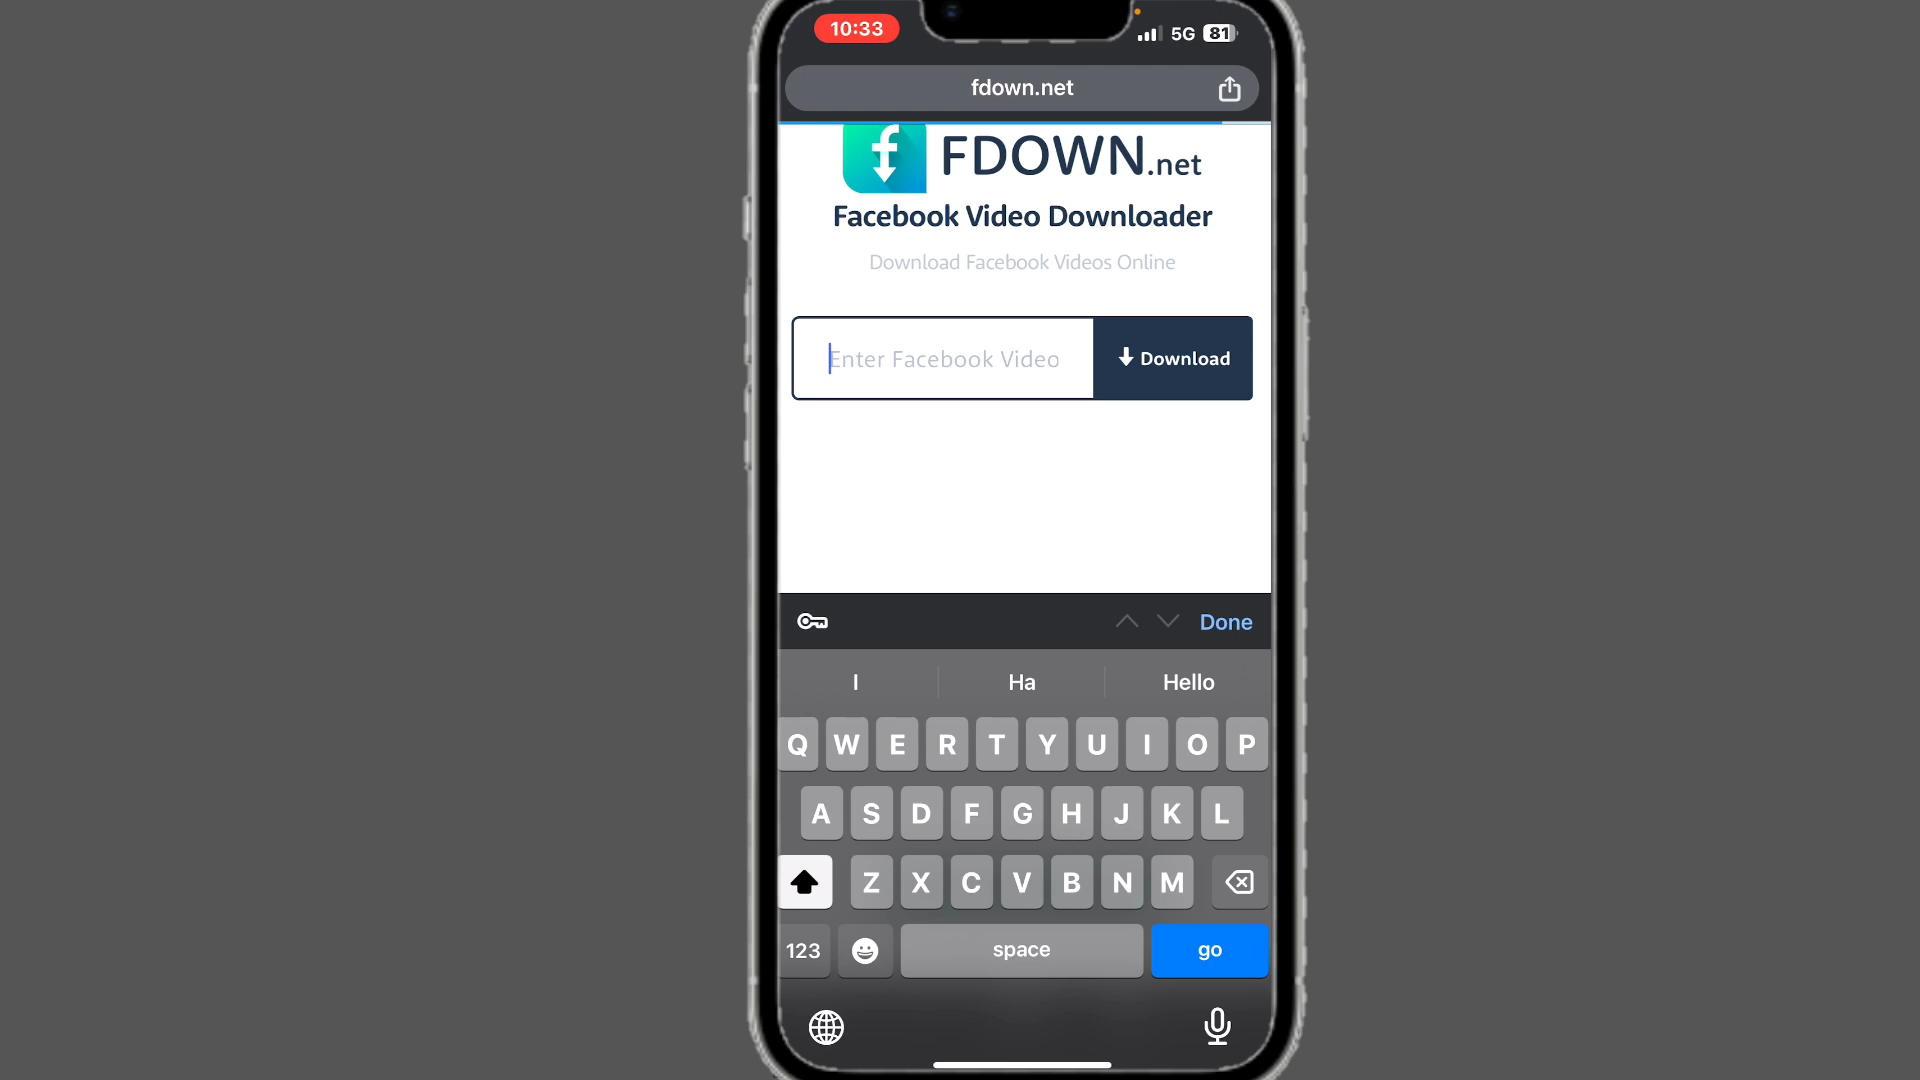 10:33
5G 81
fdown.net
FDOWN.net
Facebook Video Downloader
Download Facebook Videos Online
Enter Facebook Video
Download
Done
I Ha Hello
Q W E R T Y U I O P
A S D F G H J K L
Z X C V B N M
123 space go